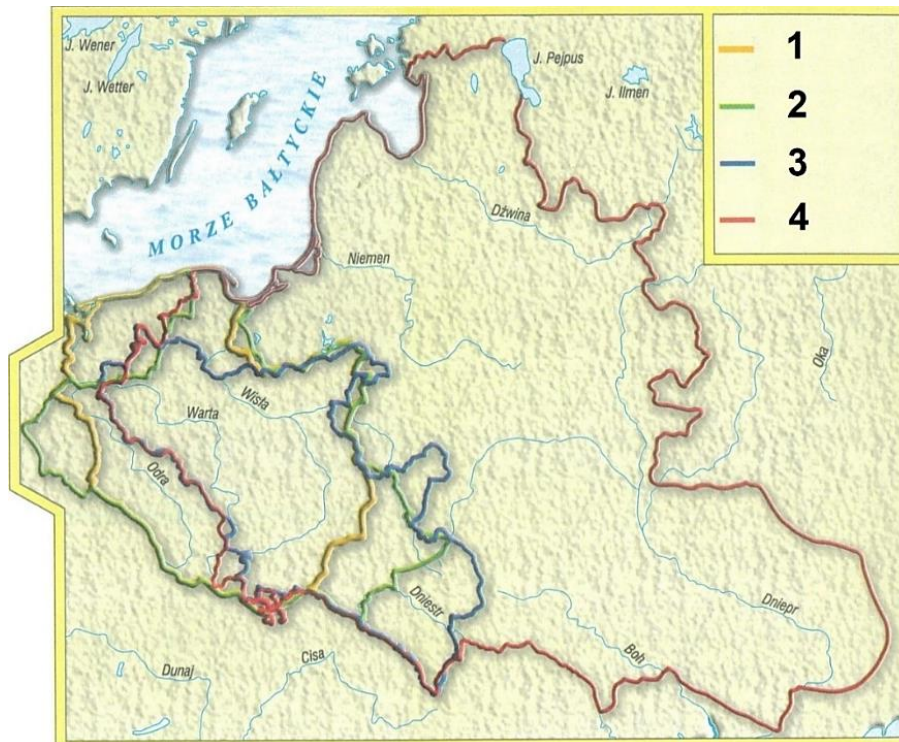 J. Wener
J. Wetter
MORZE BAŁTYCKIE
J. Pejpus
J. Ilmen
1
2
3
4
Dźwina
Niemen
Oka
Wisła
Warta
Odra
Dniestr
Dniepr
Boh
Cisa
Dunaj